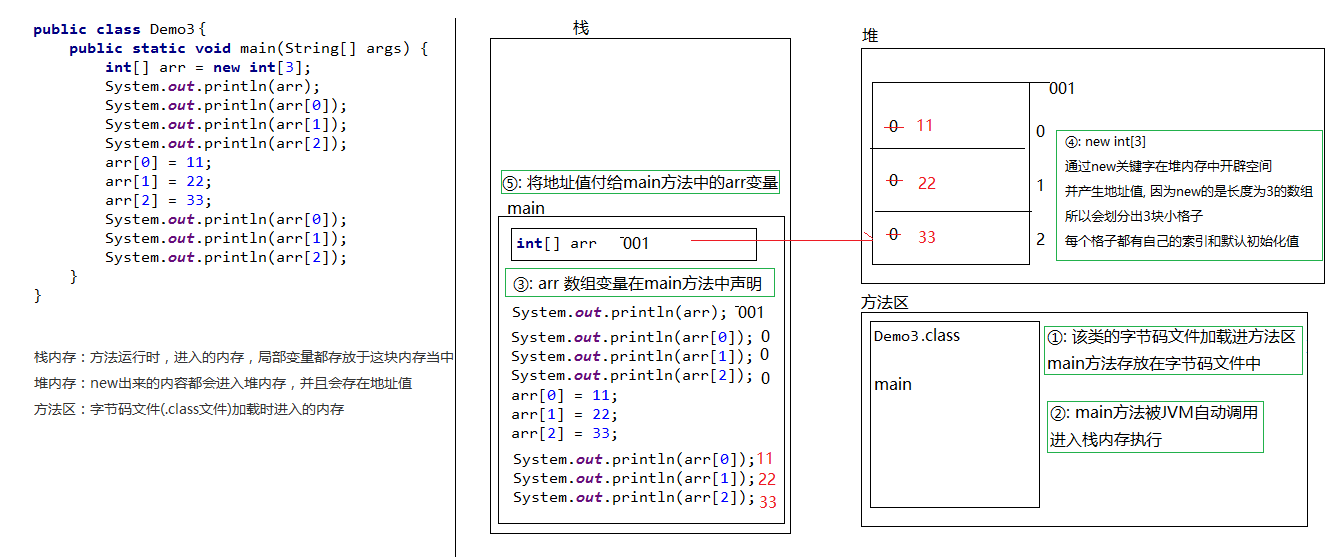 public class Demo3{
public static void main(String[] args) {
int[] arr = new int[3];
System.out.println(arr);
System.out.println(arr[0]);
System.out.println(arr[1]);
System.out.println(arr[2]);
arr[0] = 11;
arr[1] = 22;
arr[2] = 33;
System.out.println(arr[0]);
System.out.println(arr[1]);
System.out.println(arr[2]);
}
}
栈内存：方法运行时，进入的内存，局部变量都存放于这块内存当中
堆内存：new出来的内容都会进入堆内存，并且会存在地址值
方法区：字节码文件(.class文件)加载时进入的内存
栈
⑤: 将地址值付给main方法中的arr变量
main
int[] arr 001
③: arr 数组变量在main方法中声明
System.out.println(arr); 001
System.out.println(arr[0]); 0
System.out.println(arr[1]); 0
System.out.println(arr[2]); 0
arr[0] = 11;
arr[1] = 22;
arr[2] = 33;
System.out.println(arr[0]);11
System.out.println(arr[1]);22
System.out.println(arr[2]);33
堆
001
0 11
0
0 22
1
0 33
2
④: new int[3]
通过new关键字在堆内存中开辟空间
并产生地址值, 因为new的是长度为3的数组
所以会划分出3块小格子
每个格子都有自己的索引和默认初始化值
方法区
Demo3.class
main
①: 该类的字节码文件加载进方法区
main方法存放在字节码文件中
②: main方法被JVM自动调用
进入栈内存执行